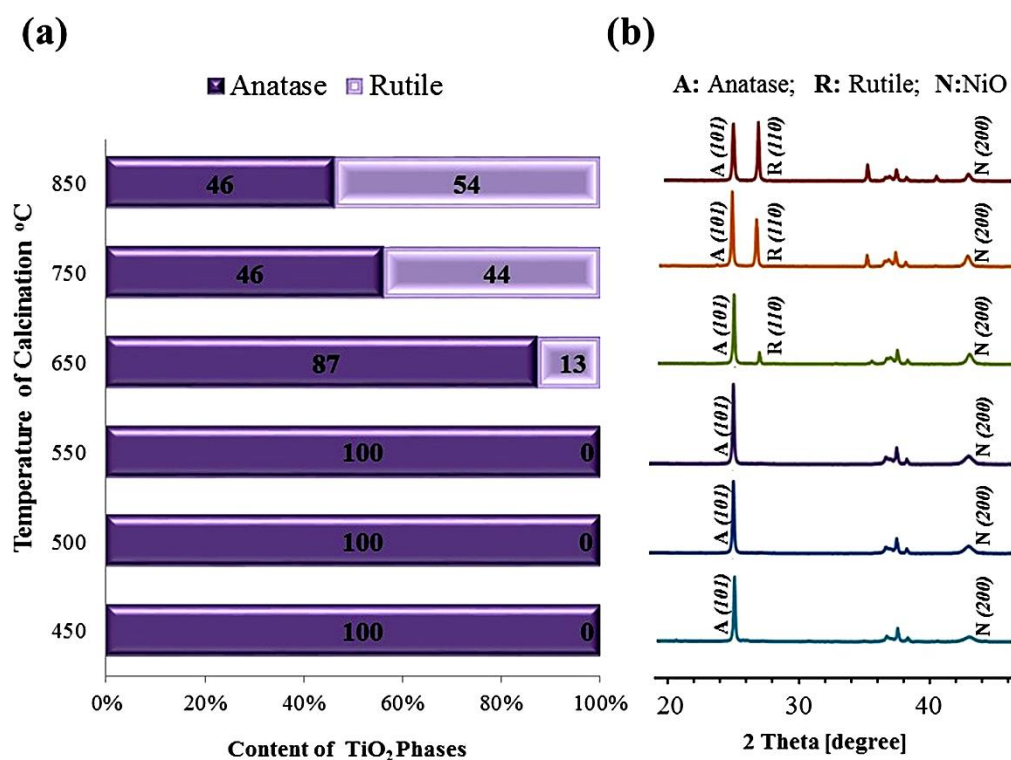 (a)
Anatase Rutile
Temperature of Calcination ºC
850
46 54
750
46 44
650
87 13
550
100 0
500
100 0
450
100 0
0% 20% 40% 60% 80% 100%
Content of TiO₂ Phases
(b)
A: Anatase; R: Rutile; N:NiO
A (101) R (110) N (200)
A (101) R (110) N (200)
A (101) R (110) N (200)
A (101) N (200)
A (101) N (200)
A (101) N (200)
20 30 40
2 Theta [degree]